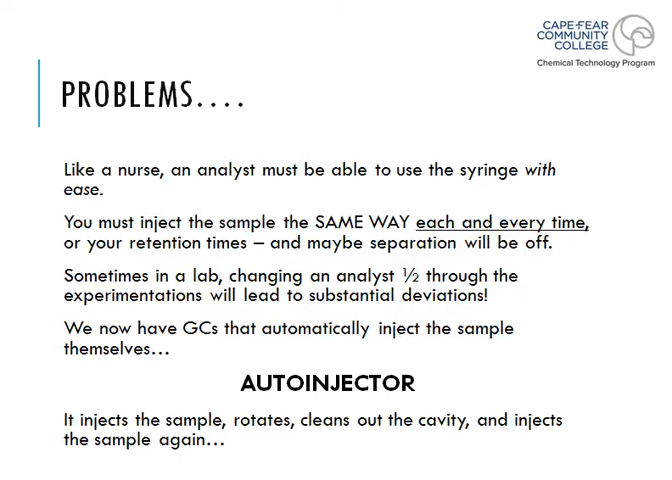 CAPE FEAR
COMMUNITY
COLLEGE
Chemical Technology Program
PROBLEMS....
Like a nurse, an analyst must be able to use the syringe with
ease.
You must inject the sample the SAME WAY each and every time,
or your retention times – and maybe separation will be off.
Sometimes in a lab, changing an analyst ½ through the
experimentations will lead to substantial deviations!
We now have GCs that automatically inject the sample
themselves…
AUTOINJECTOR
It injects the sample, rotates, cleans out the cavity, and injects
the sample again…